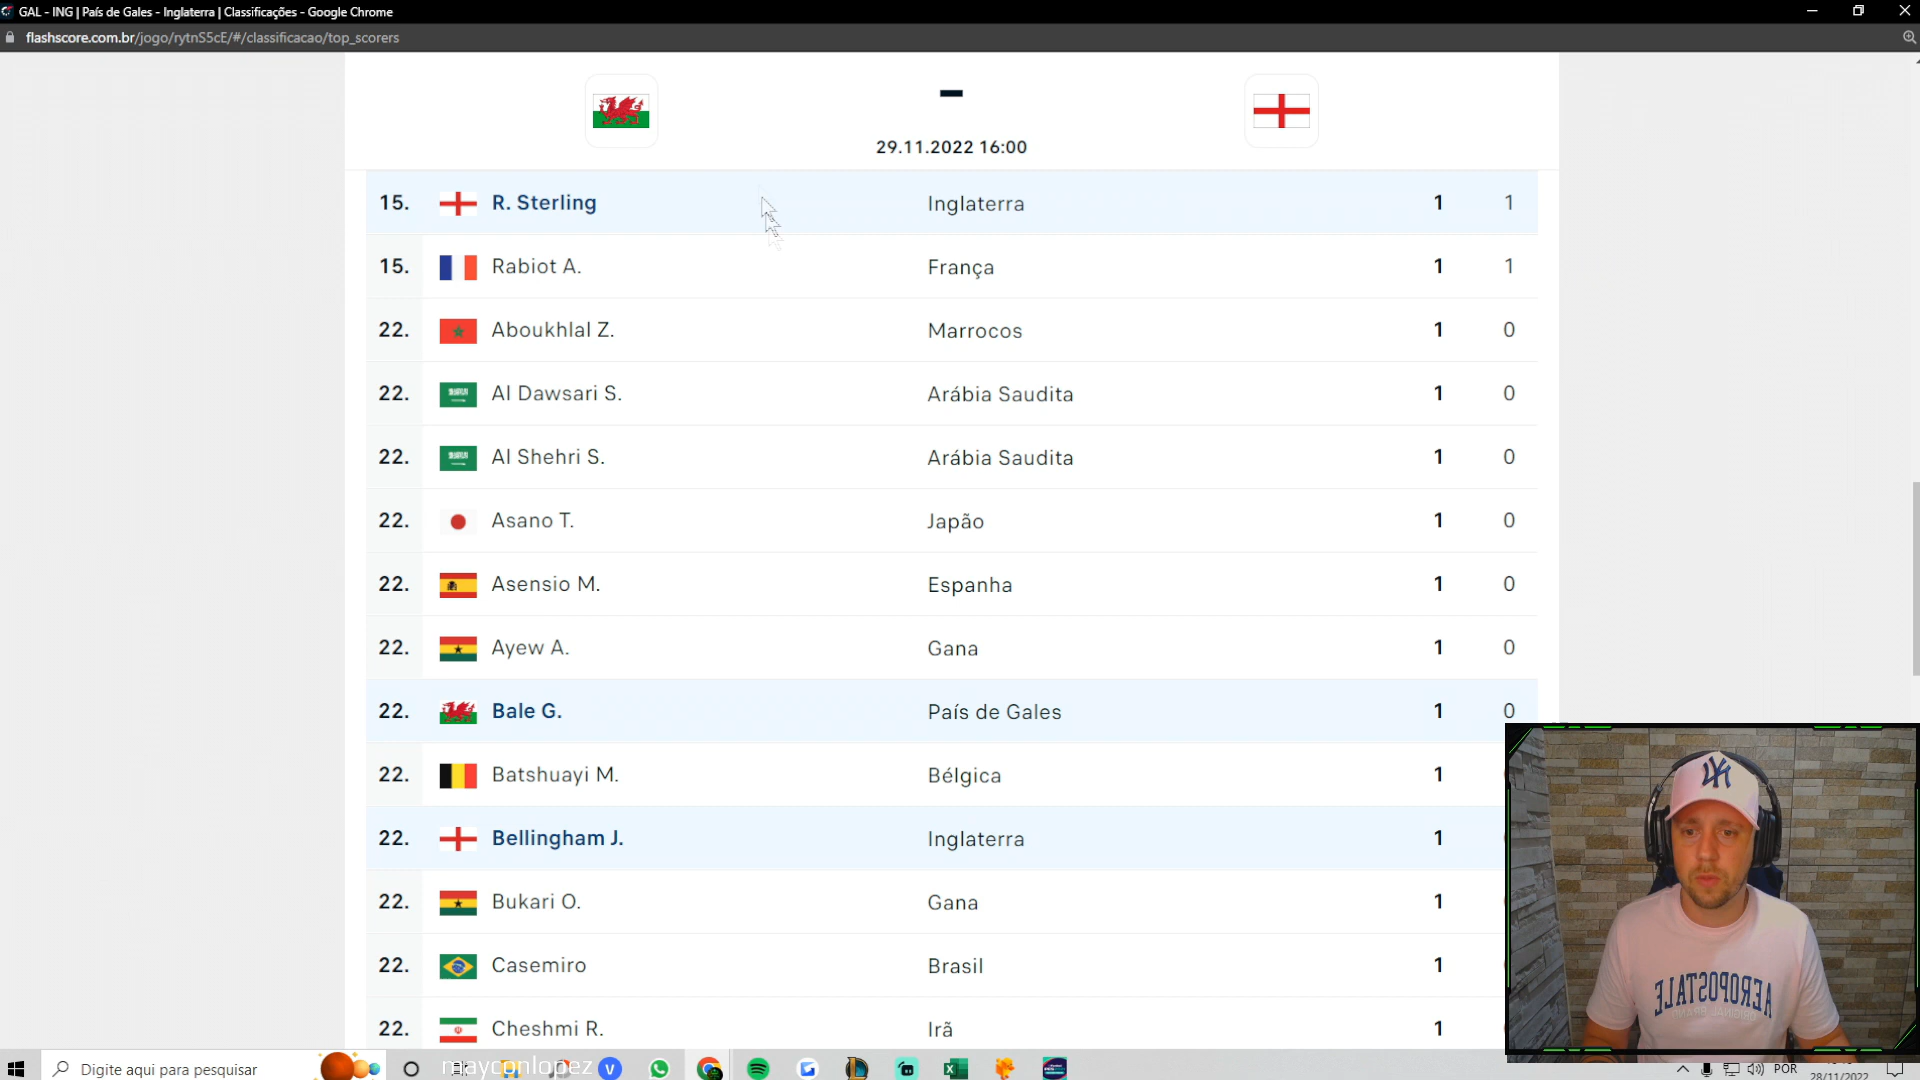 GAL - ING | País de Gales - Inglaterra | Classificações - Google Chrome
flashscore.com.br/jogo/rytnS5cE/#/classificacao/top_scorers
29.11.2022 16:00
15. R. Sterling Inglaterra 1 1
15. Rabiot A. França 1 1
22. Aboukhlal Z. Marrocos 1 0
22. Al Dawsari S. Arábia Saudita 1 0
22. Al Shehri S. Arábia Saudita 1 0
22. Asano T. Japão 1 0
22. Asensio M. Espanha 1 0
22. Ayew A. Gana 1 0
22. Bale G. País de Gales 1 0
22. Batshuayi M. Bélgica 1
22. Bellingham J. Inglaterra 1
22. Bukari O. Gana 1
22. Casemiro Brasil 1
22. Cheshmi R. Irã 1
AEROPOSTALE
Digite aqui para pesquisar
mayconlopez
POR
28/11/2022